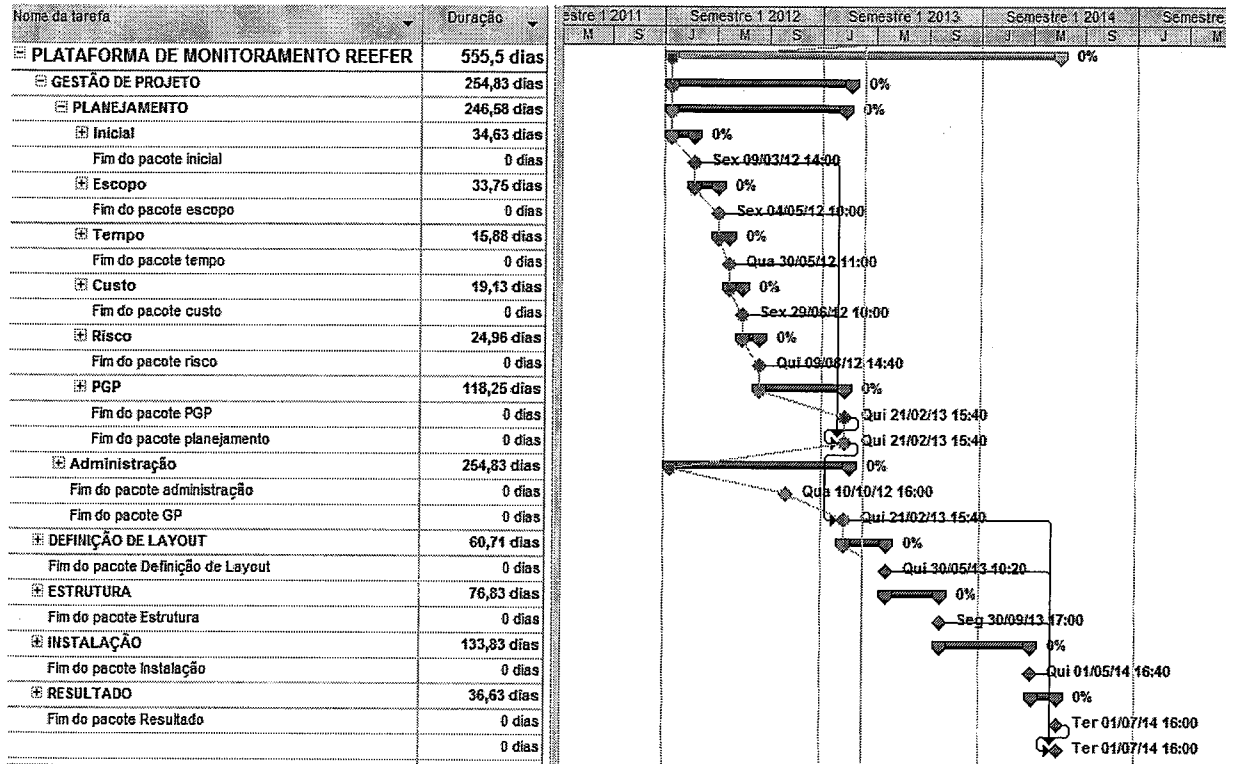 Nome da tarefa Duração estre 1 2011 Semestre 1 2012 Semestre 1 2013 Semestre 1 2014 Semestre
M S J M S J M S J M S J M
PLATAFORMA DE MONITORAMENTO REEFER 555,5 dias 0%
GESTÃO DE PROJETO 254,83 dias 0%
PLANEJAMENTO 246,58 dias 0%
Inicial 34,63 dias 0%
Fim do pacote inicial 0 dias Sex 09/03/12 14:00
Escopo 33,75 dias 0%
Fim do pacote escopo 0 dias Sex 04/05/12 10:00
Tempo 15,88 dias 0%
Fim do pacote tempo 0 dias Qua 30/05/12 11:00
Custo 19,13 dias 0%
Fim do pacote custo 0 dias Sex 29/06/12 10:00
Risco 24,96 dias 0%
Fim do pacote risco 0 dias Qui 09/08/12 14:40
PGP 118,25 dias 0%
Fim do pacote PGP 0 dias Qui 21/02/13 15:40
Fim do pacote planejamento 0 dias Qui 21/02/13 15:40
Administração 254,83 dias 0%
Fim do pacote administração 0 dias Qua 10/10/12 16:00
Fim do pacote GP 0 dias Qui 21/02/13 15:40
DEFINIÇÃO DE LAYOUT 60,71 dias 0%
Fim do pacote Definição de Layout 0 dias Qui 30/05/13 10:20
ESTRUTURA 76,83 dias 0%
Fim do pacote Estrutura 0 dias Seg 30/09/13 17:00
INSTALAÇÃO 133,83 dias 0%
Fim do pacote Instalação 0 dias Qui 01/05/14 16:40
RESULTADO 36,63 dias 0%
Fim do pacote Resultado 0 dias Ter 01/07/14 16:00
0 dias Ter 01/07/14 16:00